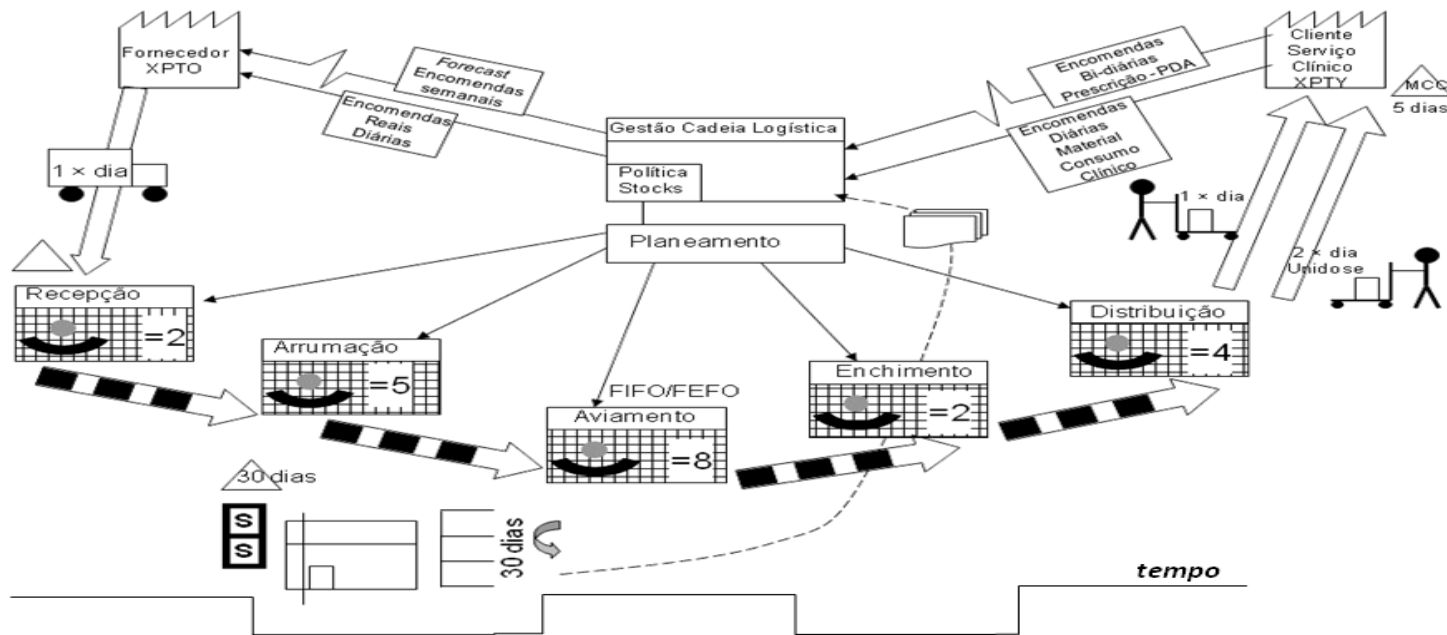 Fornecedor
XPTO
Forecast
Encomendas
semanais
Encomendas
Reais
Diárias
1 × dia
Gestão Cadeia Logística
Política
Stocks
Planeamento
Encomendas
Bi-diárias
Prescrição-PDA
Encomendas
Diárias
Material
Consumo
Clínico
Cliente
Serviço
Clínico
XPTY
MCC
5 dias
1 × dia
2 × dia
Unidose
Recepção
=2
Arrumação
=5
FIFO/FEFO
Aviamento
=8
Enchimento
=2
Distribuição
=4
30 dias
S
S
30 dias
tempo